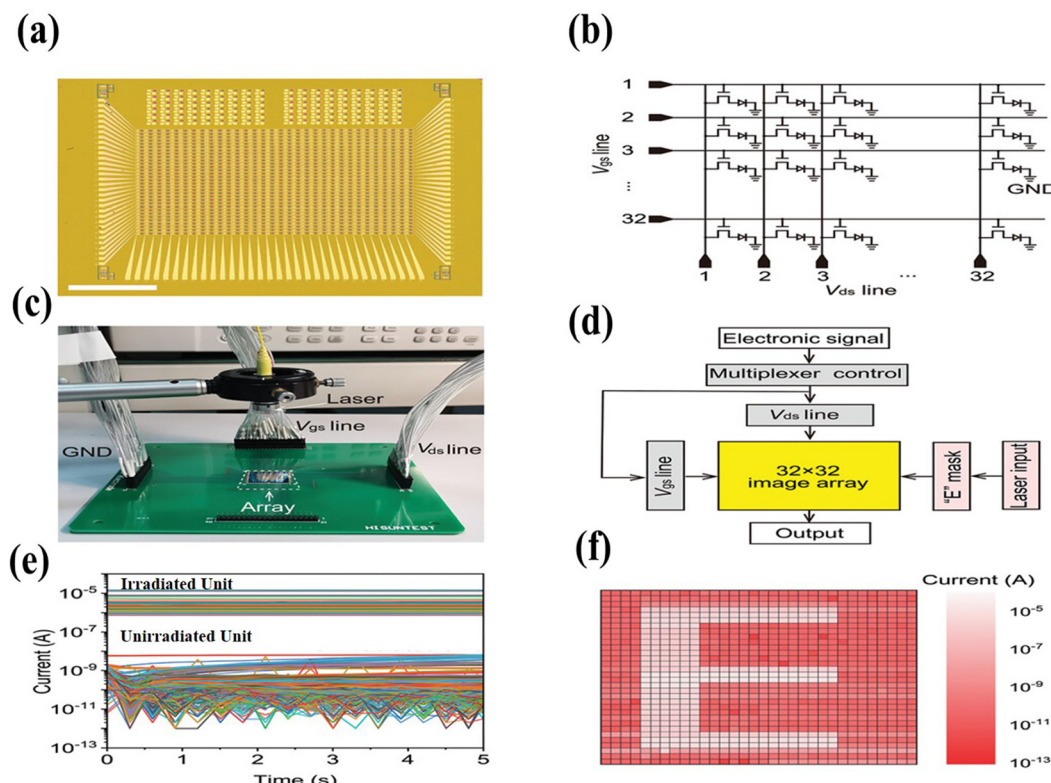 (a)
(b)
1
2
3
...
32
Vgs line
GND
1 2 3 ... 32
Vds line
(c)
Laser
Vgs line
GND
Vds line
Array
HISUNTEST
(d)
Electronic signal
Multiplexer control
Vds line
Vgs line
32×32
image array
"E" mask
Laser input
Output
(e)
Irradiated Unit
Unirradiated Unit
Current (A)
10⁻⁵
10⁻⁷
10⁻⁹
10⁻¹¹
10⁻¹³
0 1 2 3 4 5
Time (s)
(f)
Current (A)
10⁻⁵
10⁻⁷
10⁻⁹
10⁻¹¹
10⁻¹³